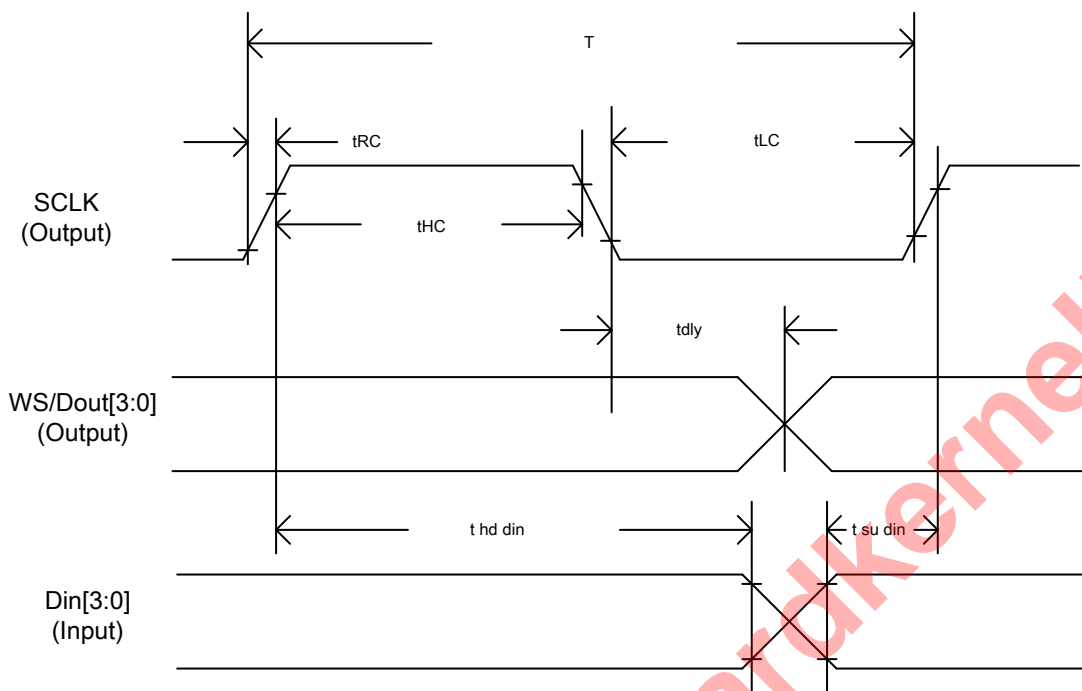 T
tRC
tLC
SCLK
(Output)
tHC
tdly
WS/Dout[3:0]
(Output)
t hd din
t su din
Din[3:0]
(Input)